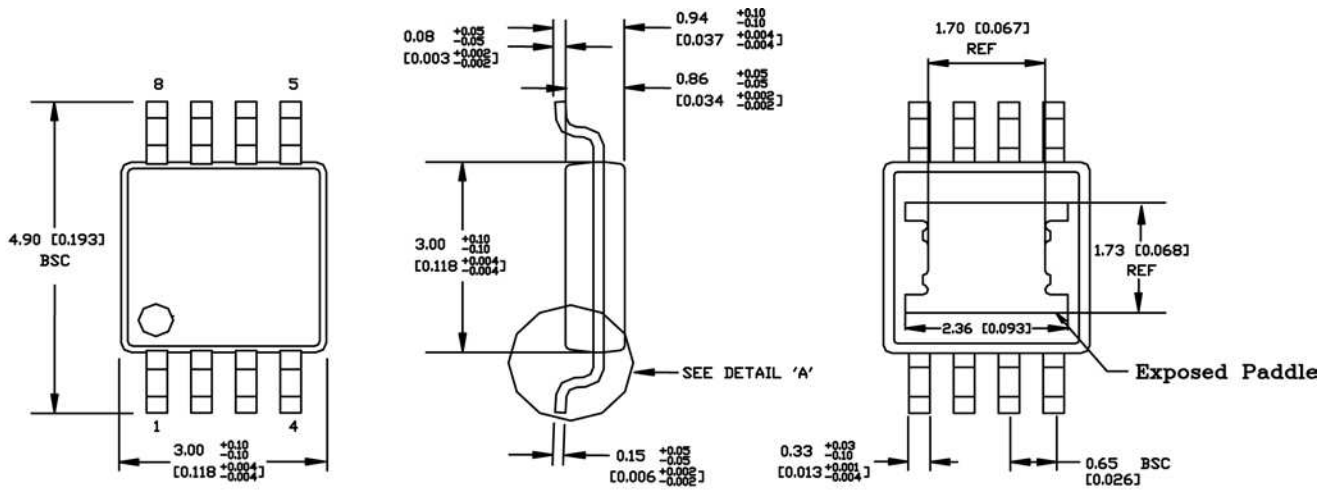 8 5
4.90 [0.193]
BSC
1 4
3.00 +0.10 -0.10
[0.118 +0.004 -0.004]
0.08 +0.05 -0.05
[0.003 +0.002 -0.002]
0.94 +0.10 -0.10
[0.037 +0.004 -0.004]
0.86 +0.05 -0.05
[0.034 +0.002 -0.002]
3.00 +0.10 -0.10
[0.118 +0.004 -0.004]
SEE DETAIL 'A'
0.15 +0.05 -0.05
[0.006 +0.002 -0.002]
1.70 [0.067]
REF
1.73 [0.068]
REF
2.36 [0.093]
Exposed Paddle
0.33 +0.03 -0.10
[0.013 +0.001 -0.004]
0.65 BSC
[0.026]